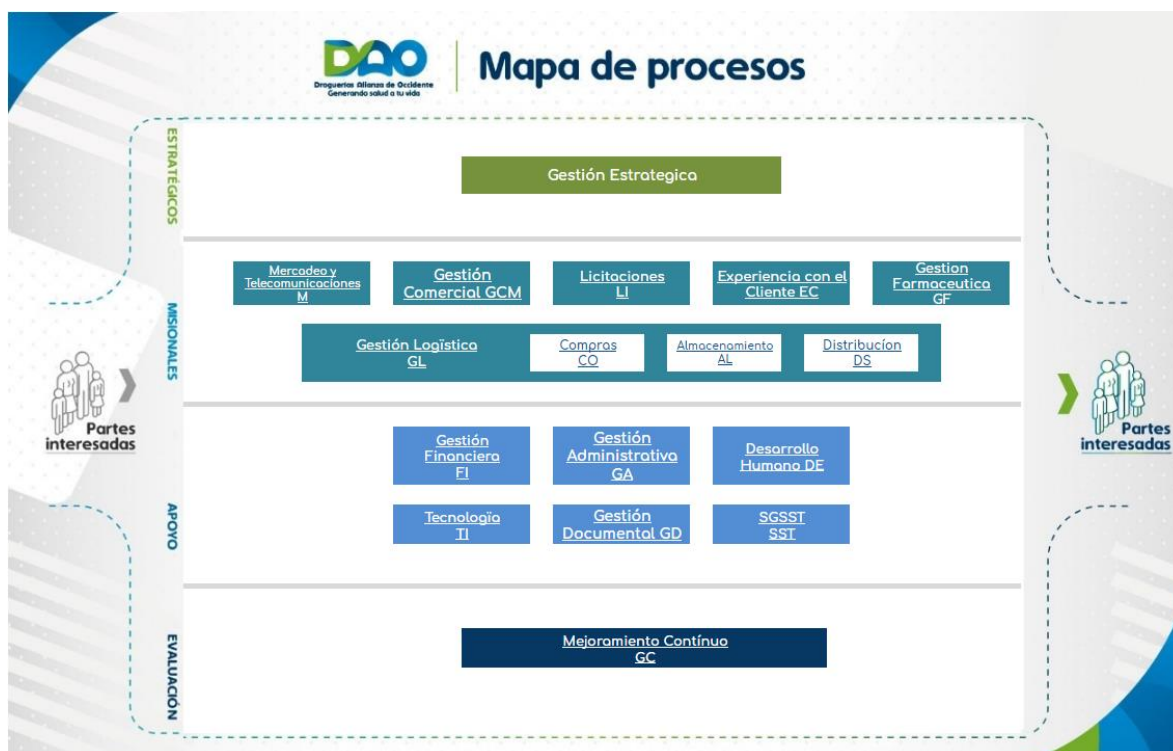 DAO
Droguerías Alianza de Occidente
Generando salud a tu vida
Mapa de procesos
ESTRATÉGICOS
Gestión Estrategica
MISIONALES
Mercadeo y
Telecomunicaciones
M
Gestión
Comercial GCM
Licitaciones
LI
Experiencia con el
Cliente EC
Gestion
Farmaceutica
GF
Gestión Logïstica
GL
Compras
CO
Almacenamiento
AL
Distribucíon
DS
Partes
interesadas
Partes
interesadas
APOYO
Gestión
Financiera
FI
Gestión
Administrativa
GA
Desarrollo
Humano DE
Tecnologïa
TI
Gestión
Documental GD
SGSST
SST
EVALUACIÓN
Mejoramiento Contínuo
GC